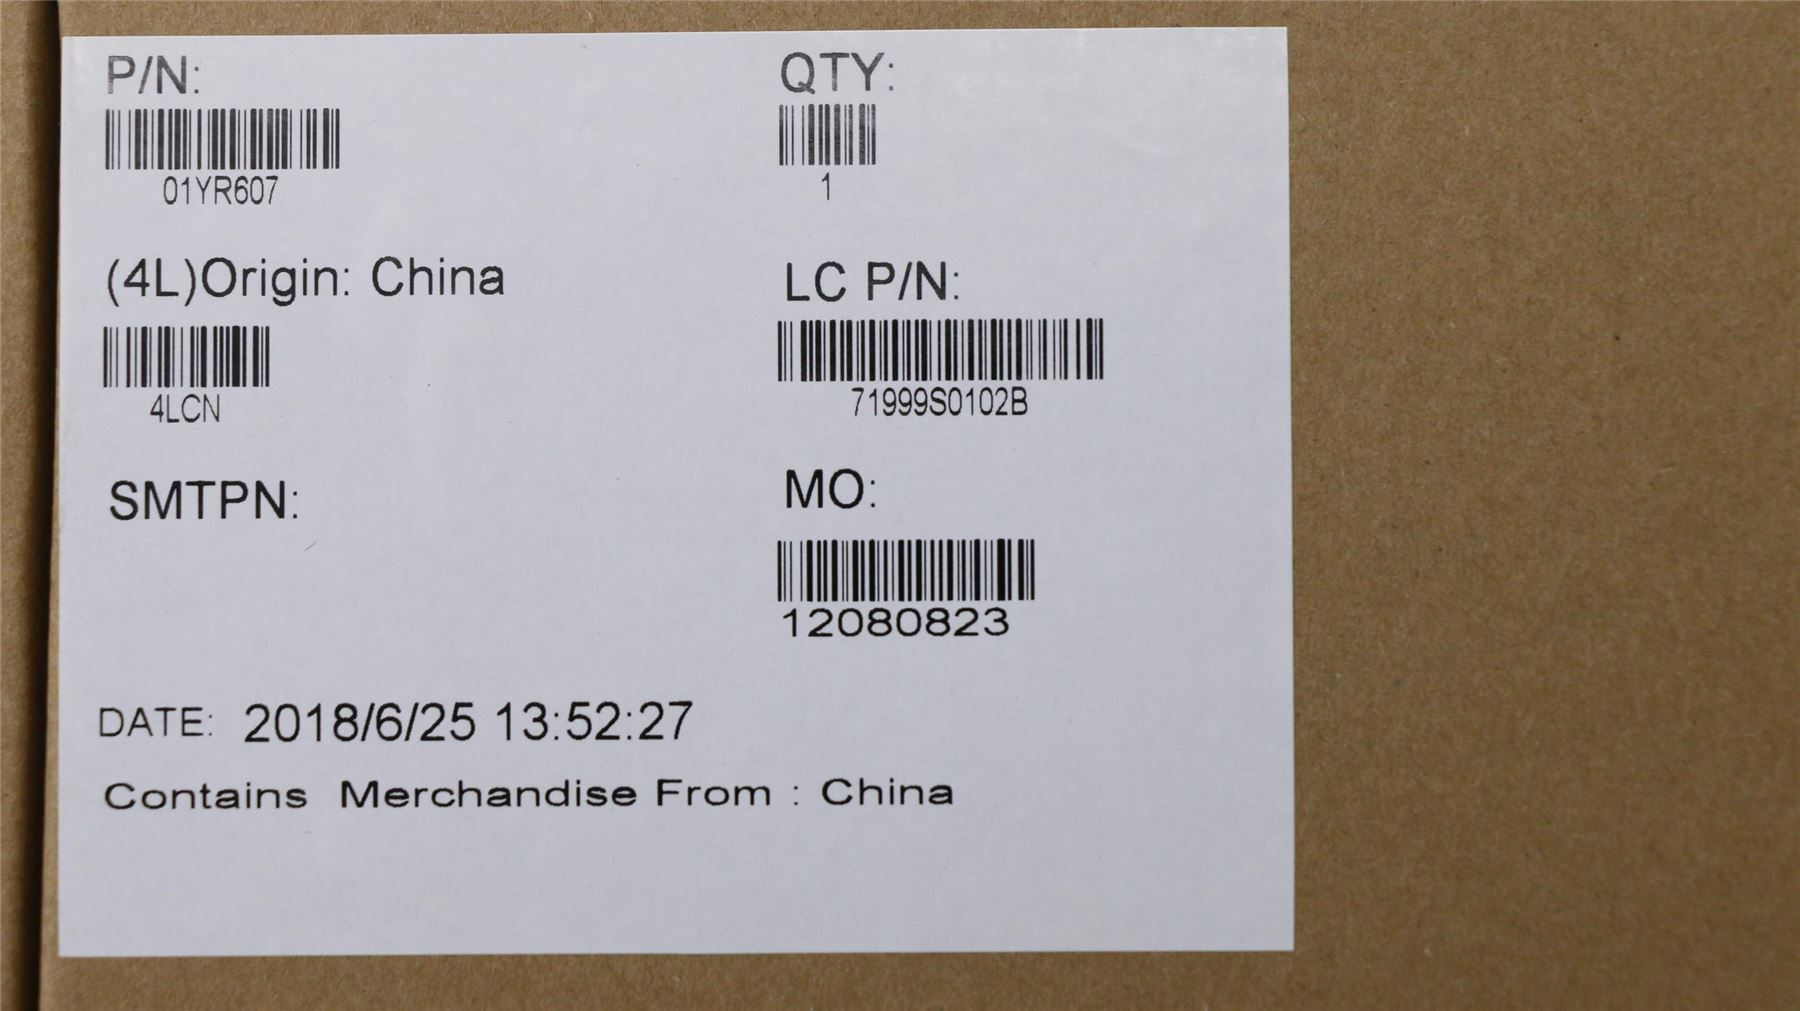 P/N:
01YR607
QTY:
1
(4L)Origin: China
4LCN
LC P/N:
71999S0102B
SMTPN:
MO:
12080823
DATE: 2018/6/25 13:52:27
Contains Merchandise From : China